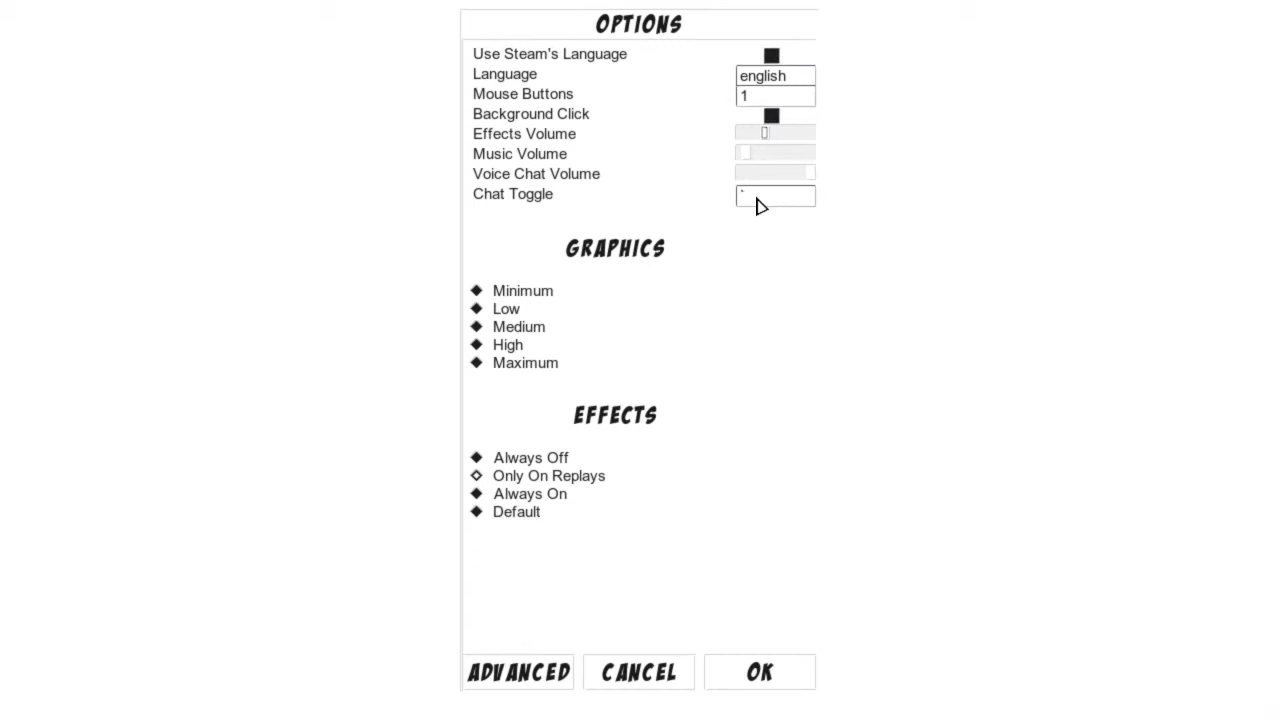 OPTIONS
Use Steam's Language
Language english
Mouse Buttons 1
Background Click
Effects Volume
Music Volume
Voice Chat Volume
Chat Toggle `
GRAPHICS
Minimum
Low
Medium
High
Maximum
EFFECTS
Always Off
Only On Replays
Always On
Default
ADVANCED CANCEL OK